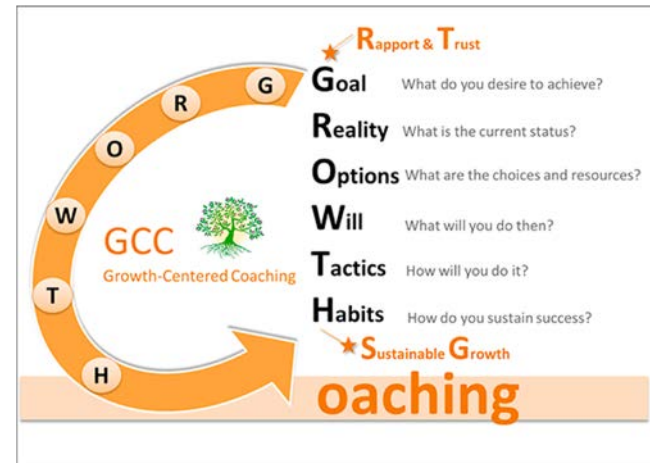 Rapport & Trust
G
Goal What do you desire to achieve?
R
Reality What is the current status?
O
Options What are the choices and resources?
W
Will What will you do then?
GCC
Growth-Centered Coaching
T
Tactics How will you do it?
H
Habits How do you sustain success?
Sustainable Growth
oaching